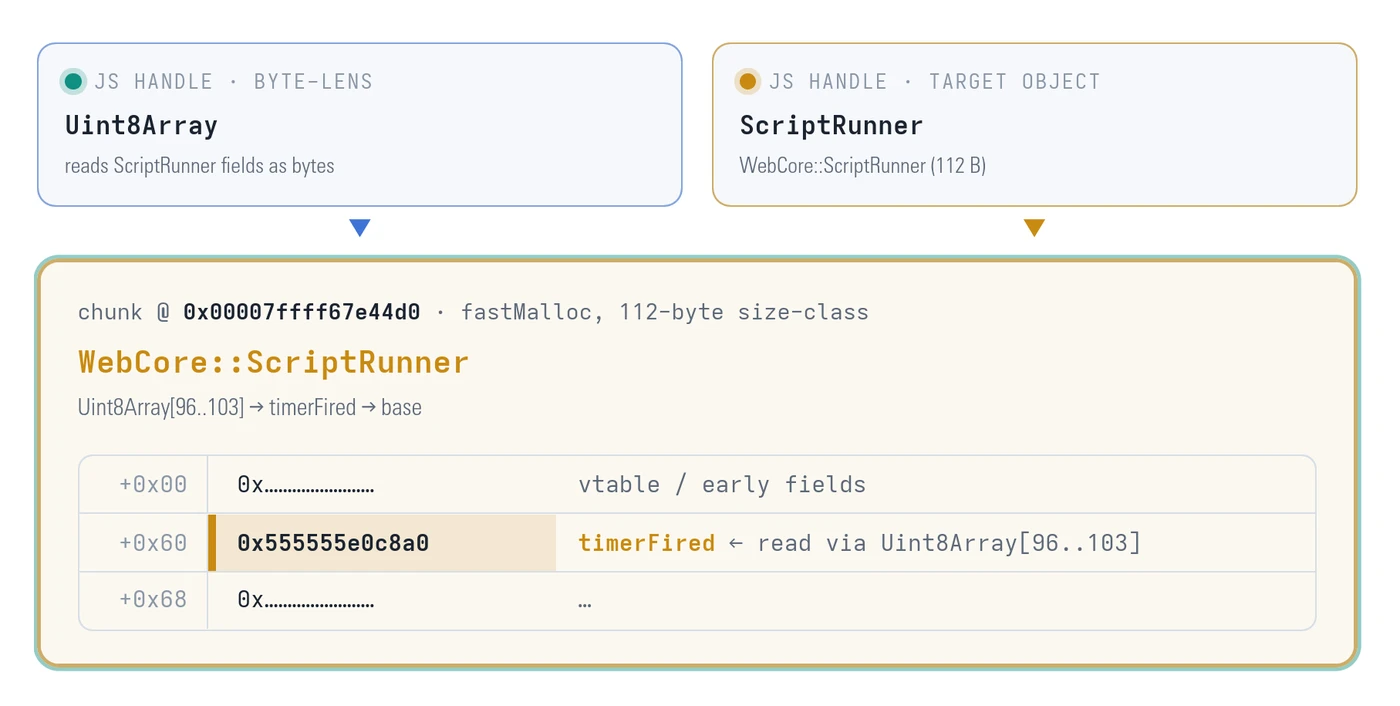 JS HANDLE · BYTE-LENS
Uint8Array
reads ScriptRunner fields as bytes
JS HANDLE · TARGET OBJECT
ScriptRunner
WebCore::ScriptRunner (112 B)
chunk @ 0x00007ffff67e44d0 · fastMalloc, 112-byte size-class
WebCore::ScriptRunner
Uint8Array[96..103] → timerFired → base
+0x00 0x…………………… vtable / early fields
+0x60 0x555555e0c8a0 timerFired ← read via Uint8Array[96..103]
+0x68 0x…………………… …